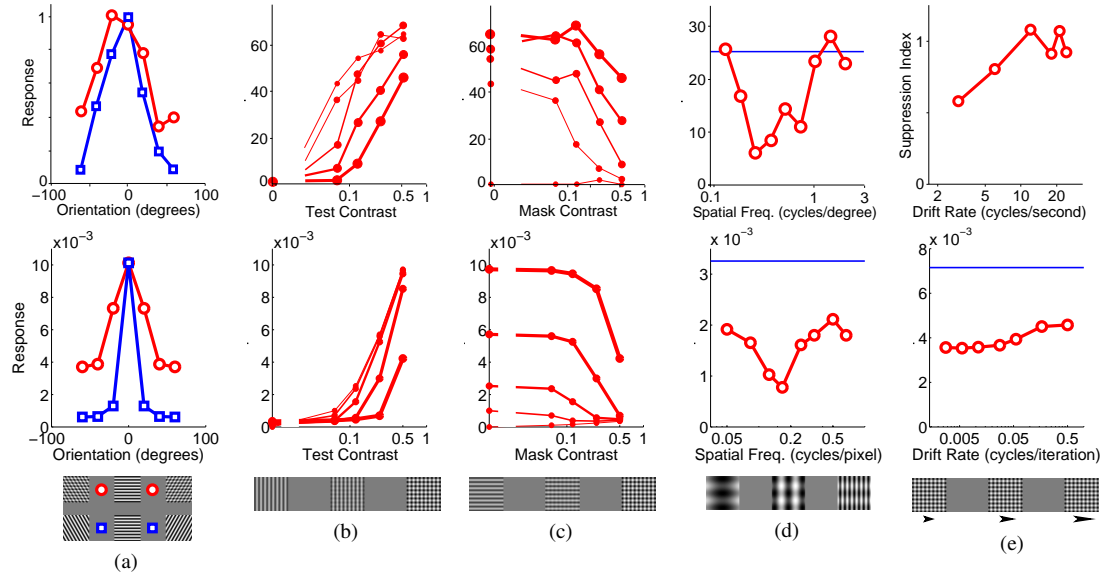 1
0
Response
−100 0 100
Orientation (degrees)
60
40
20
0
0 0.1 0.5 1
Test Contrast
60
40
20
0
0 0.1 0.5 1
Mask Contrast
40
30
20
10
0
0.1 1 3
Spatial Freq. (cycles/degree)
Suppression Index
1
0
2 5 10 20
Drift Rate (cycles/second)
x10⁻³
10
8
6
4
2
0
Response
−100 0 100
Orientation (degrees)
x10⁻³
10
8
6
4
2
0
0.1 0.5 1
Test Contrast
x10⁻³
10
8
6
4
2
0
0.1 0.5 1
Mask Contrast
x 10⁻³
3
2
1
0
0.05 0.2 0.5
Spatial Freq. (cycles/pixel)
x 10⁻³
8
6
4
2
0
0.005 0.05 0.5
Drift Rate (cycles/iteration)
(a)
(b)
(c)
(d)
(e)